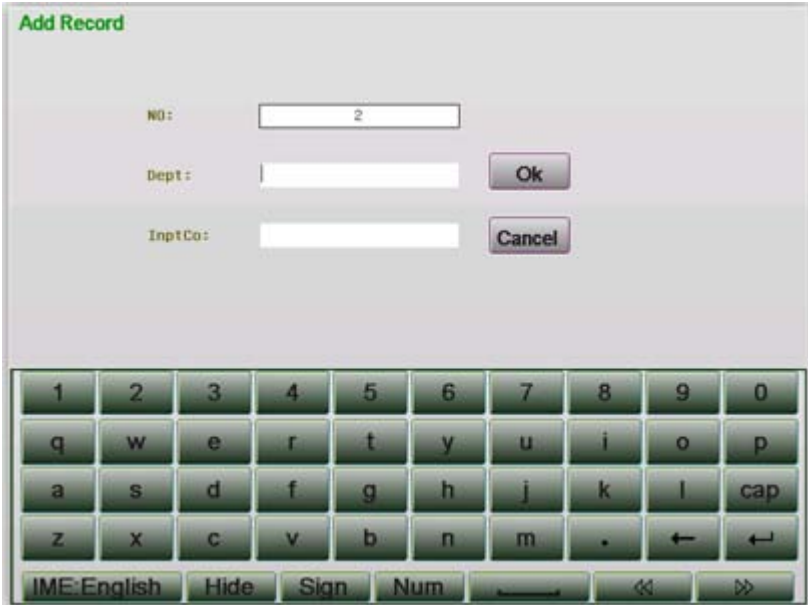 Add Record
NO: 2
Dept: Ok
InptCo: Cancel
1 2 3 4 5 6 7 8 9 0
q w e r t y u i o p
a s d f g h j k l cap
z x c v b n m . ← ↵
IME:English Hide Sign Num « »